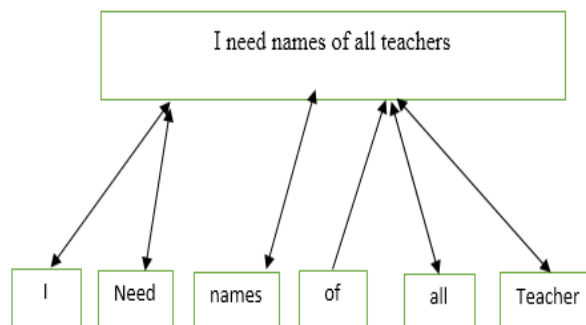 I need names of all teachers
I Need names of all Teacher